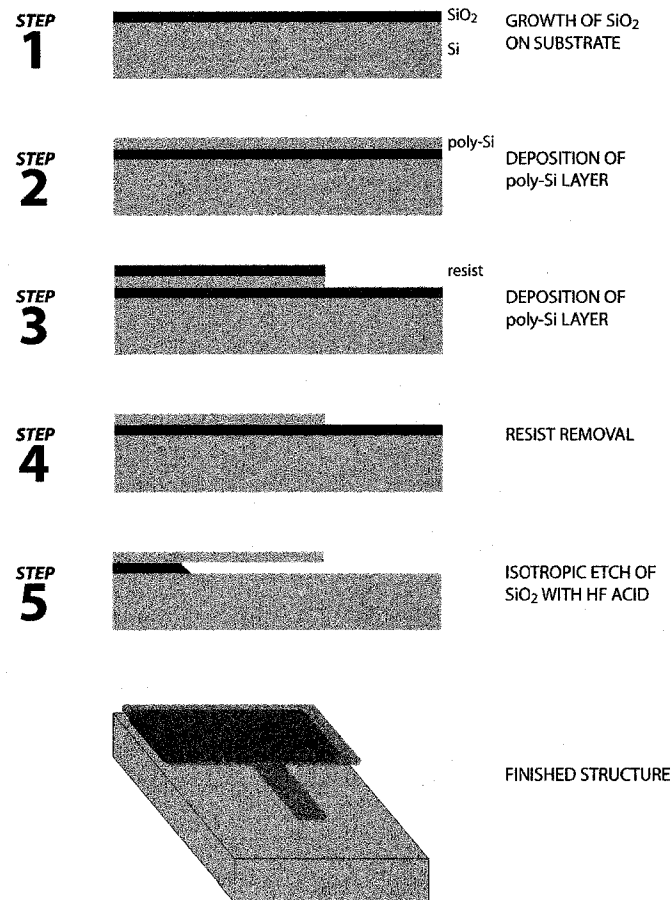 STEP
1
SiO₂
Si
GROWTH OF SiO₂
ON SUBSTRATE
STEP
2
poly-Si
DEPOSITION OF
poly-Si LAYER
STEP
3
resist
DEPOSITION OF
poly-Si LAYER
STEP
4
RESIST REMOVAL
STEP
5
ISOTROPIC ETCH OF
SiO₂ WITH HF ACID
FINISHED STRUCTURE